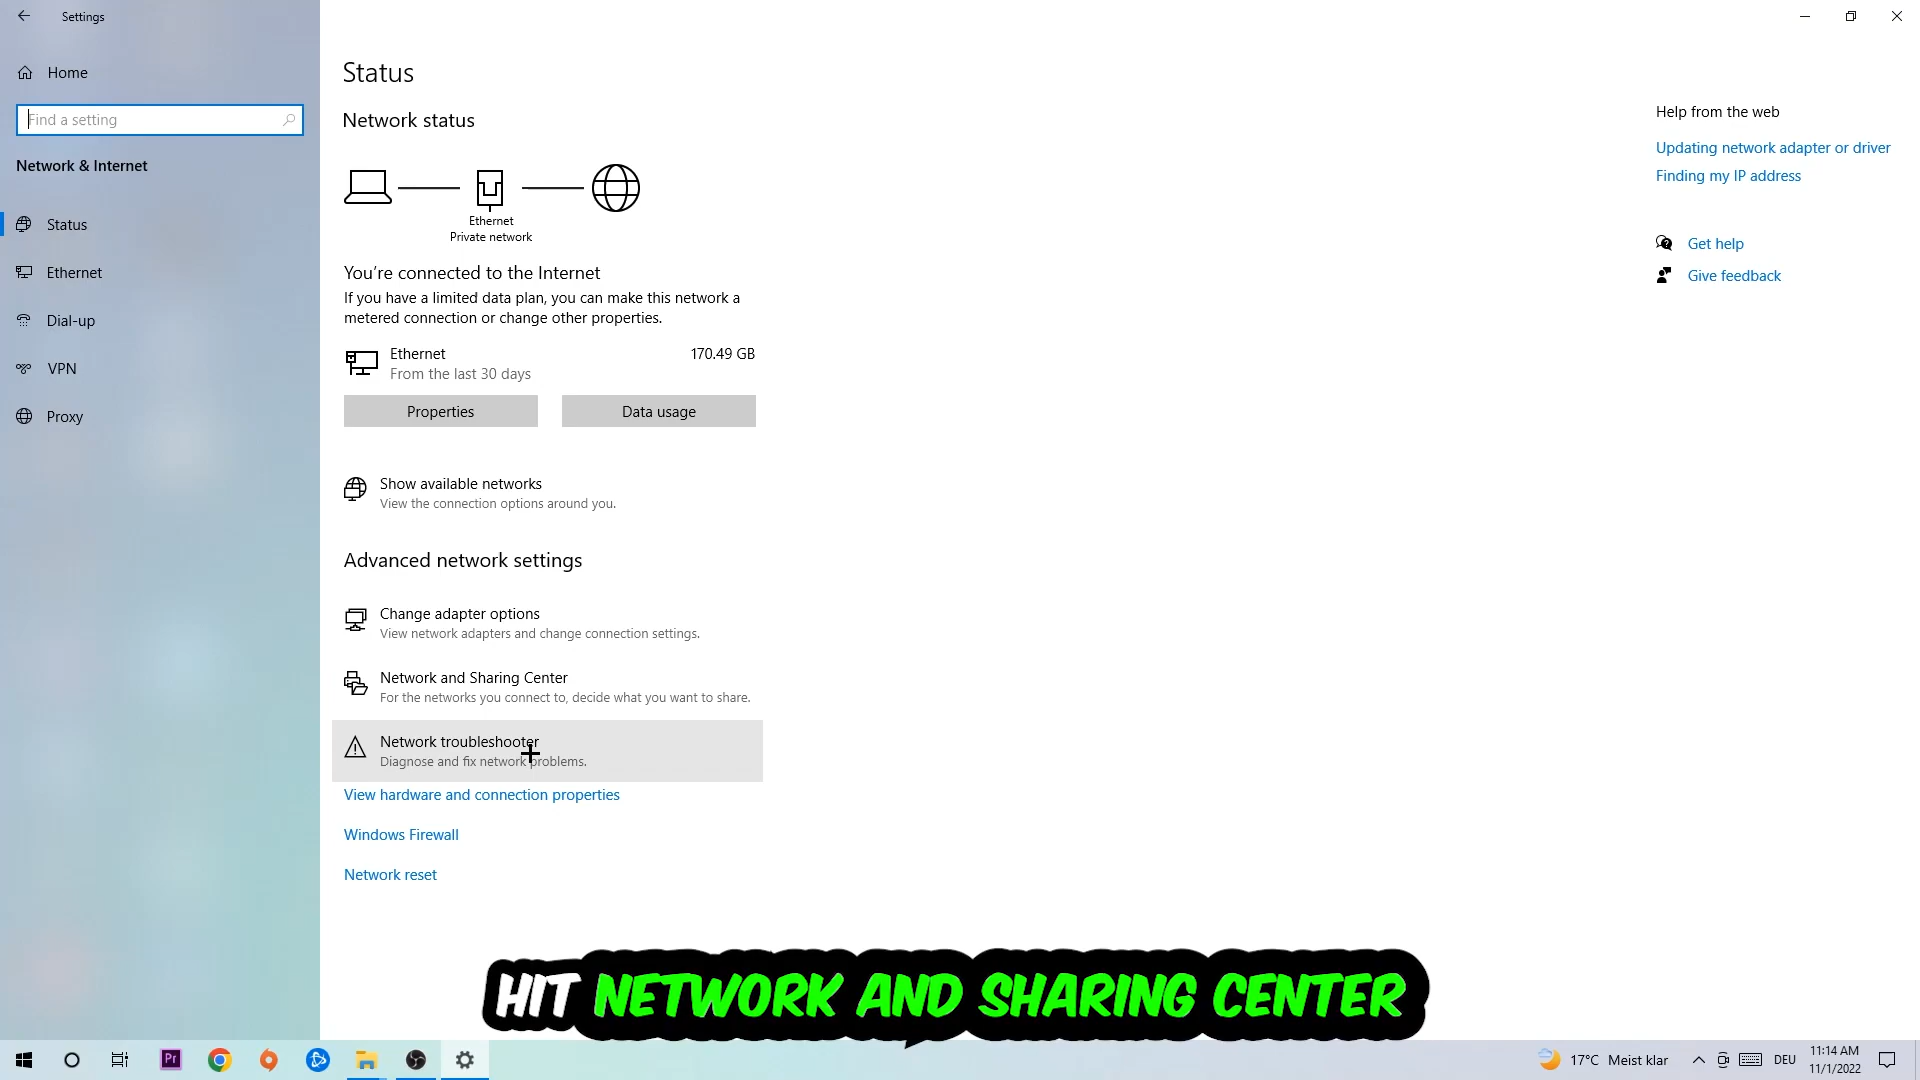 Settings
Home
Find a setting
Network & Internet
Status
Ethernet
Dial-up
VPN
Proxy
Status
Network status
Ethernet
Private network
You're connected to the Internet
If you have a limited data plan, you can make this network a
metered connection or change other properties.
Ethernet 170.49 GB
From the last 30 days
Properties Data usage
Show available networks
View the connection options around you.
Advanced network settings
Change adapter options
View network adapters and change connection settings.
Network and Sharing Center
For the networks you connect to, decide what you want to share.
Network troubleshooter
Diagnose and fix network problems.
View hardware and connection properties
Windows Firewall
Network reset
Help from the web
Updating network adapter or driver
Finding my IP address
Get help
Give feedback
HIT NETWORK AND SHARING CENTER
Pr
17°C Meist klar
DEU
11:14 AM
11/1/2022